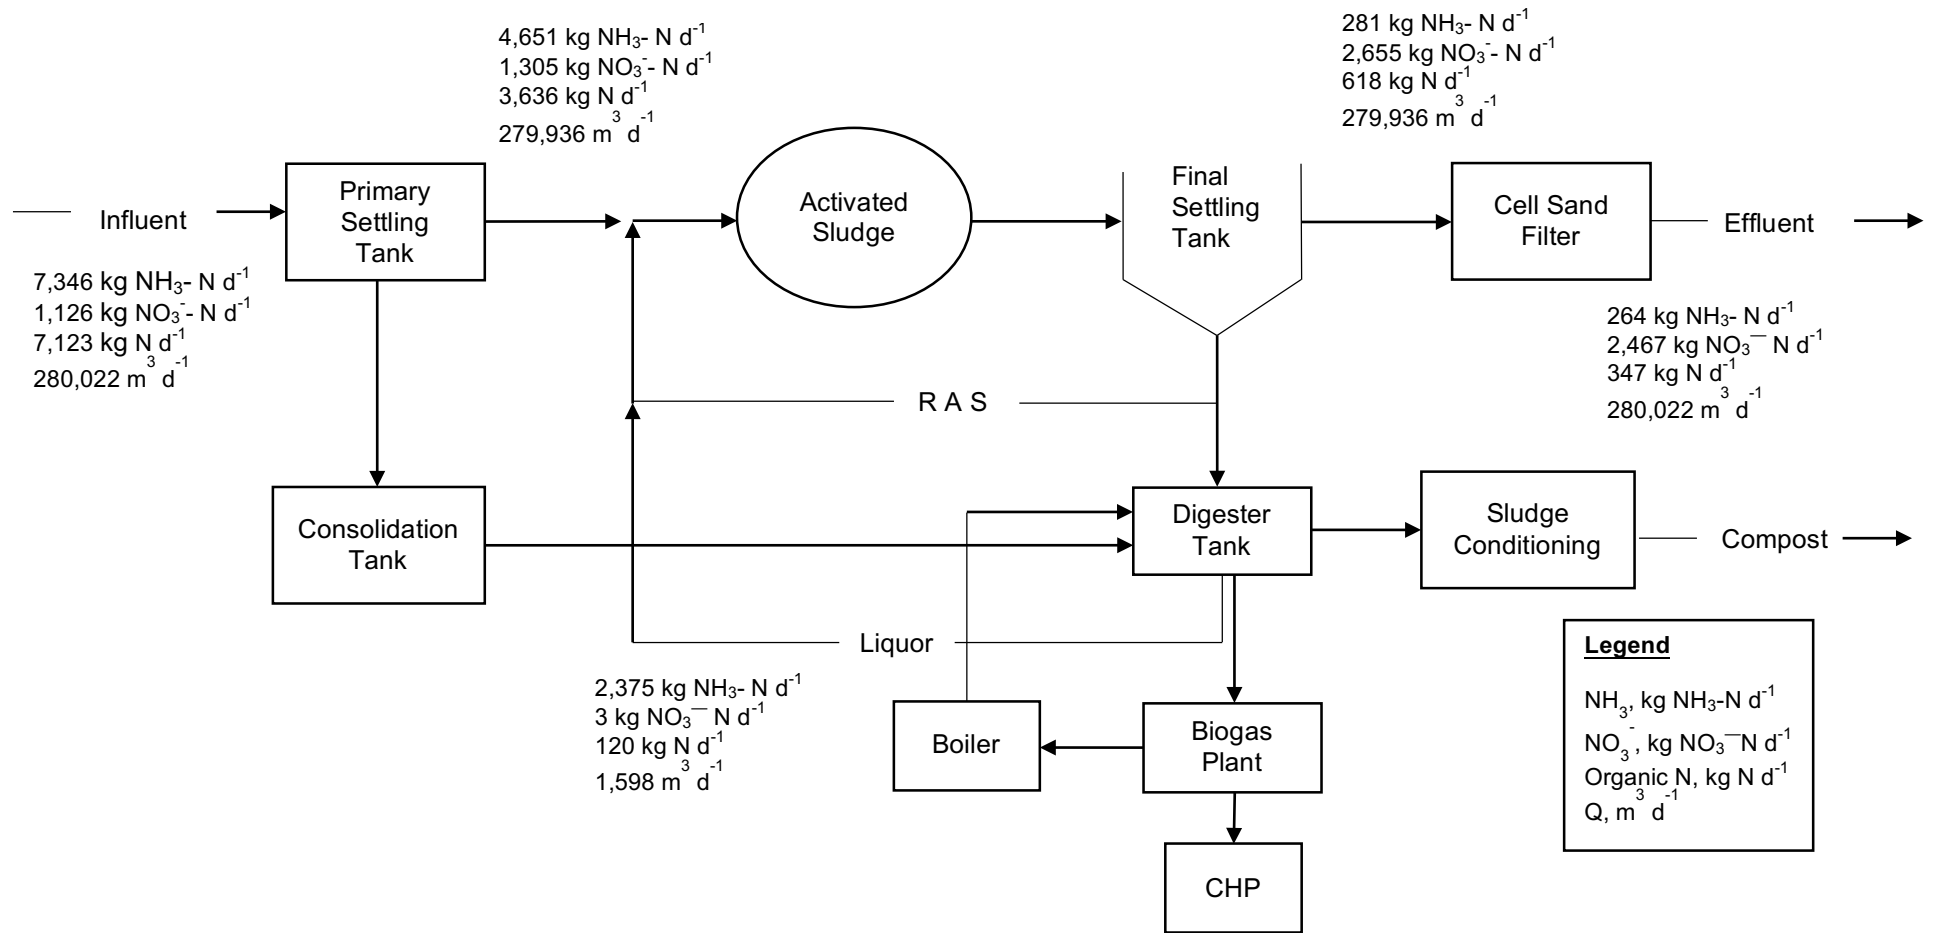 4,651 kg NH₃- N d⁻¹
1,305 kg NO₃⁻- N d⁻¹
3,636 kg N d⁻¹
279,936 m³ d⁻¹
281 kg NH₃- N d⁻¹
2,655 kg NO₃⁻- N d⁻¹
618 kg N d⁻¹
279,936 m³ d⁻¹
Influent
Primary
Settling
Tank
Activated
Sludge
Final
Settling
Tank
Cell Sand
Filter
Effluent
7,346 kg NH₃- N d⁻¹
1,126 kg NO₃⁻- N d⁻¹
7,123 kg N d⁻¹
280,022 m³ d⁻¹
264 kg NH₃- N d⁻¹
2,467 kg NO₃— N d⁻¹
347 kg N d⁻¹
280,022 m³ d⁻¹
R A S
Consolidation
Tank
Digester
Tank
Sludge
Conditioning
Compost
Liquor
2,375 kg NH₃- N d⁻¹
3 kg NO₃— N d⁻¹
120 kg N d⁻¹
1,598 m³ d⁻¹
Boiler
Biogas
Plant
CHP
Legend
NH₃, kg NH₃-N d⁻¹
NO₃⁻, kg NO₃—N d⁻¹
Organic N, kg N d⁻¹
Q, m³ d⁻¹